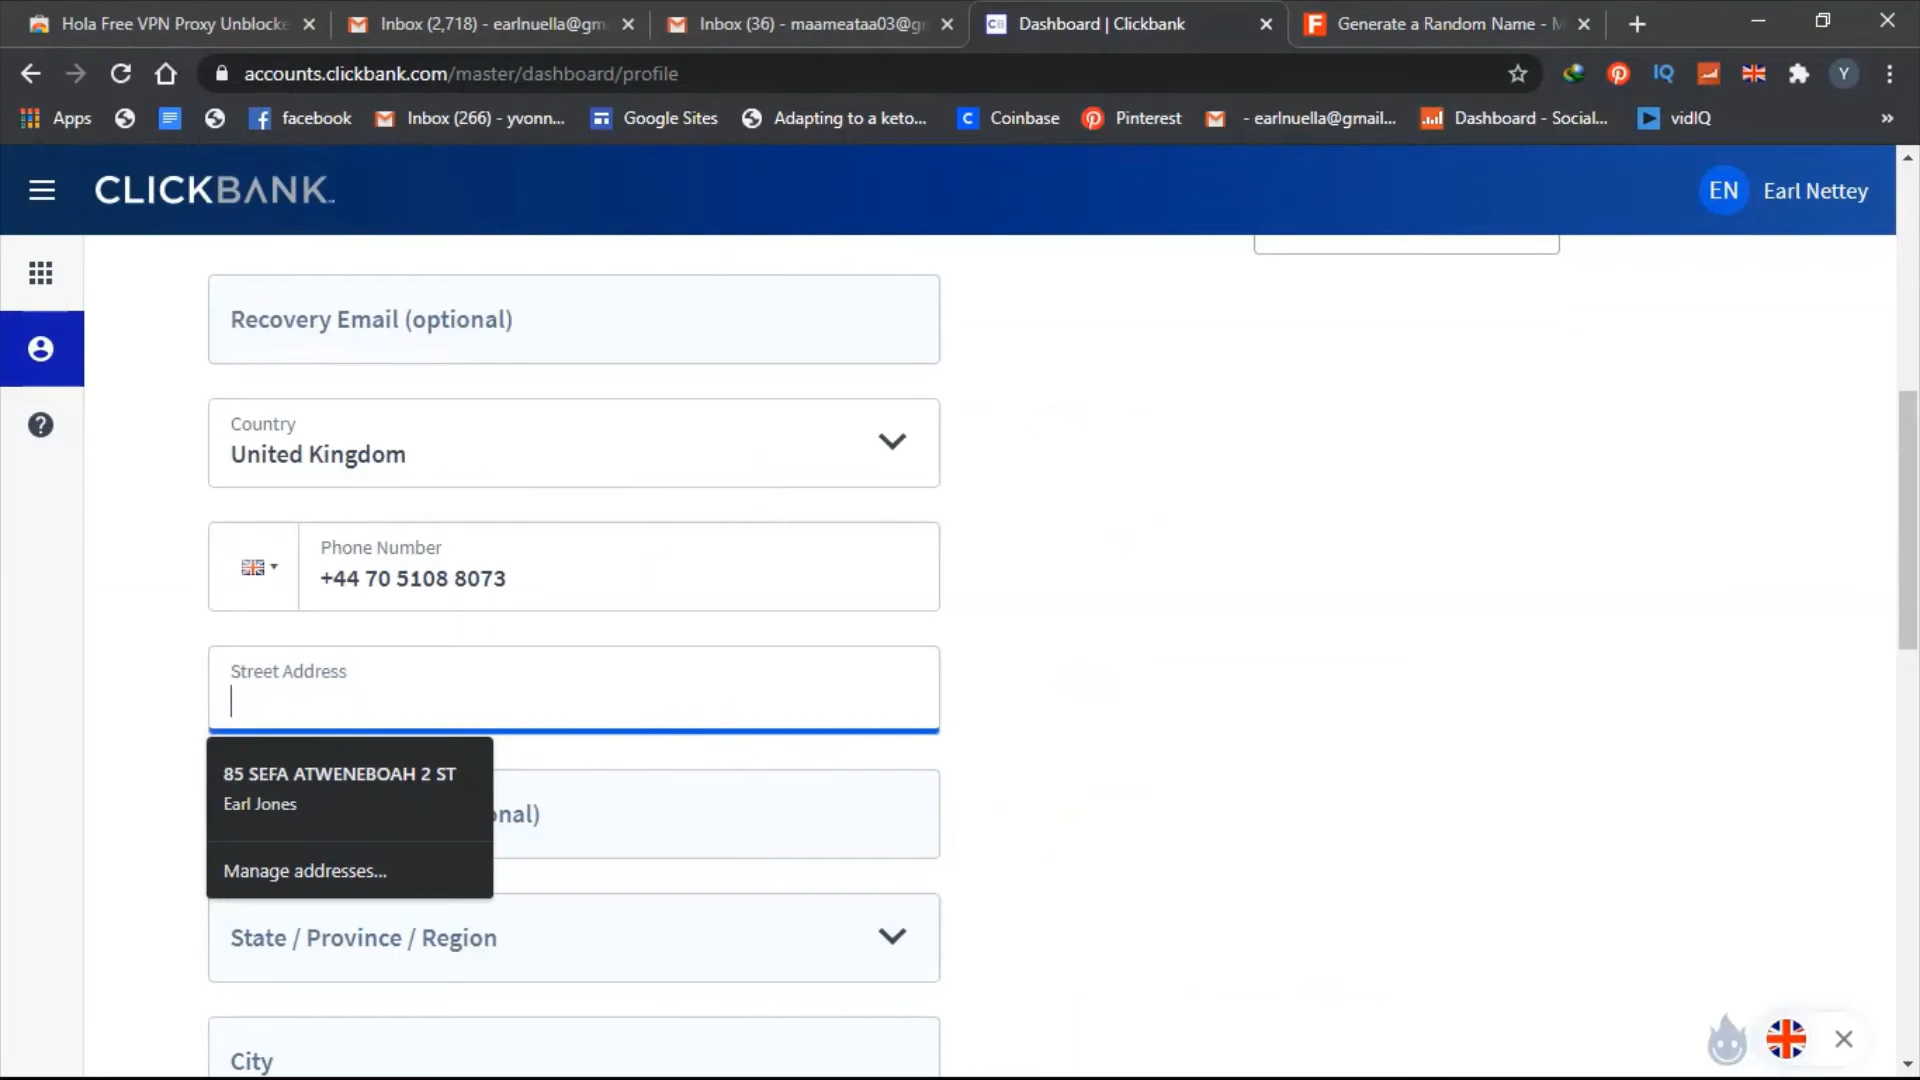 Hola Free VPN Proxy Unblocke
Inbox (2,718) - earlnuella@gm
Inbox (36) - maameataa03@g
Dashboard | Clickbank
Generate a Random Name -
accounts.clickbank.com/master/dashboard/profile
IQ
Y
Apps
facebook
Inbox (266) - yvonn...
Google Sites
Adapting to a keto...
Coinbase
Pinterest
- earlnuella@gmail...
Dashboard - Social...
vidIQ
»
CLICKBANK
EN
Earl Nettey
Recovery Email (optional)
Country
United Kingdom
Phone Number
+44 70 5108 8073
Street Address
85 SEFA ATWENEBOAH 2 ST
Earl Jones
onal)
Manage addresses...
State / Province / Region
City